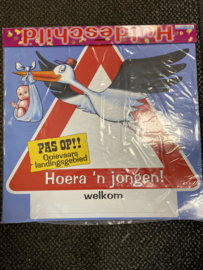 Huldeschild
PAS OP!!
Ooievaars
landingsgebied
Hoera 'n jongen!
welkom